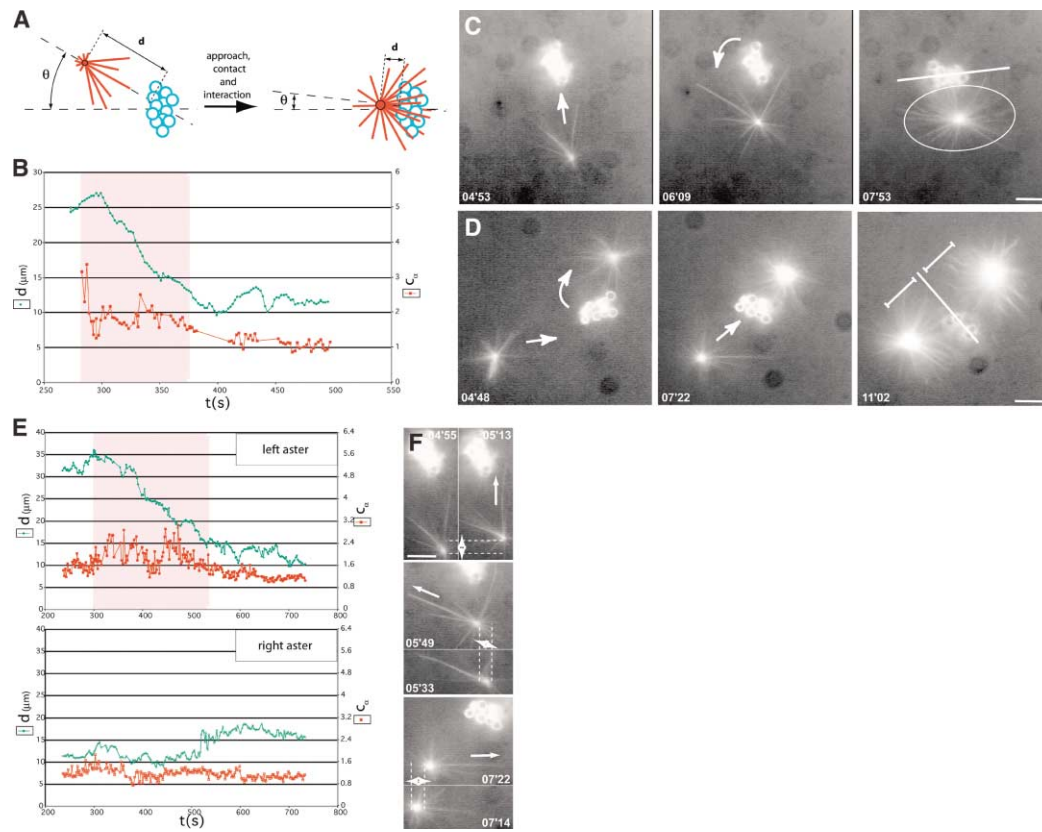 A
d
θ
approach,
contact
and
interaction
d
θ
B
30
25
20
15
10
5
0
d (μm)
6
5
4
3
2
1
0
Cα
250 300 350 400 450 500 550
t(s)
C
04'53
06'09
07'53
D
04'48
07'22
11'02
E
left aster
40
35
30
25
20
15
10
5
0
d (μm)
6.4
5.6
4.8
4
3.2
2.4
1.6
0.8
0
Cα
200 300 400 500 600 700 800
right aster
40
35
30
25
20
15
10
5
0
d (μm)
6.4
5.6
4.8
4
3.2
2.4
1.6
0.8
0
Cα
200 300 400 500 600 700 800
t(s)
F
04'55
05'13
05'49
05'33
07'22
07'14